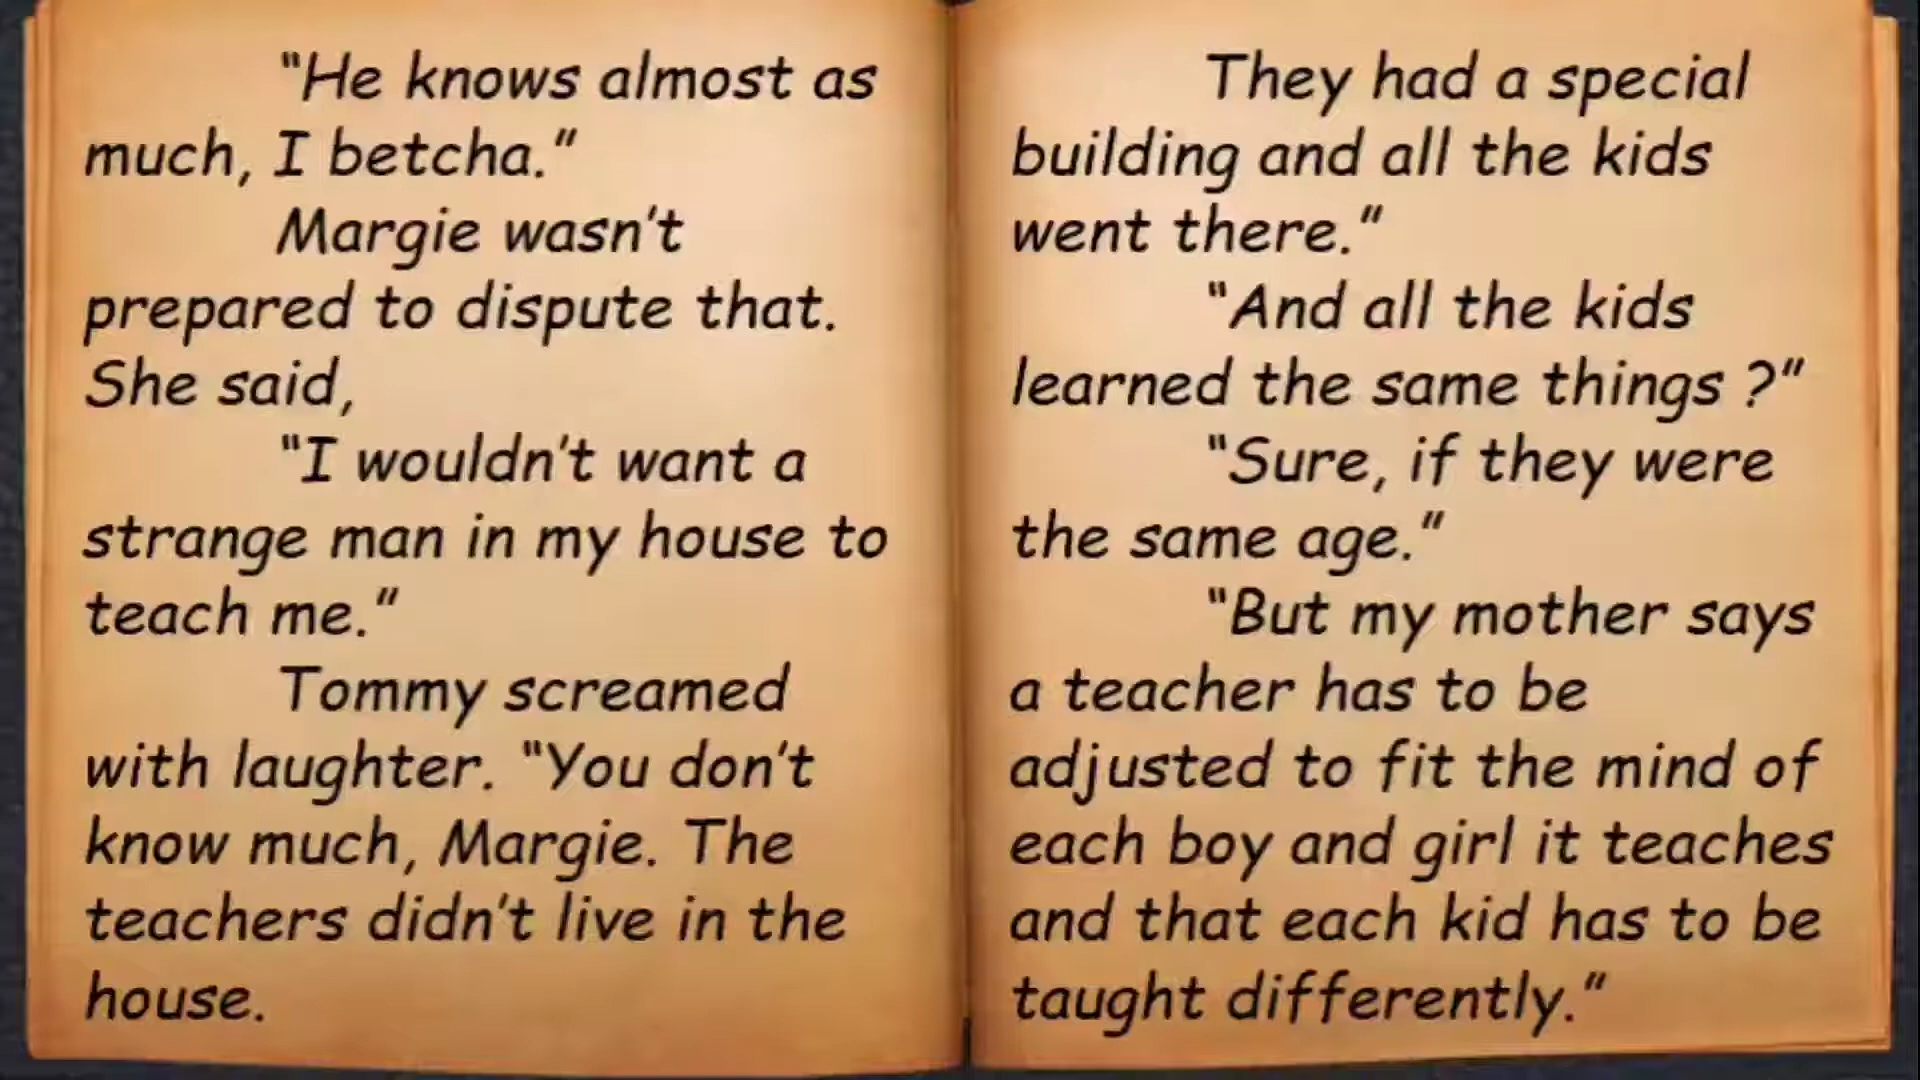 "He knows almost as
much, I betcha."
Margie wasn't
prepared to dispute that.
She said,
"I wouldn't want a
strange man in my house to
teach me."
Tommy screamed
with laughter. "You don't
know much, Margie. The
teachers didn't live in the
house.
They had a special
building and all the kids
went there."
"And all the kids
learned the same things ?"
"Sure, if they were
the same age."
"But my mother says
a teacher has to be
adjusted to fit the mind of
each boy and girl it teaches
and that each kid has to be
taught differently."